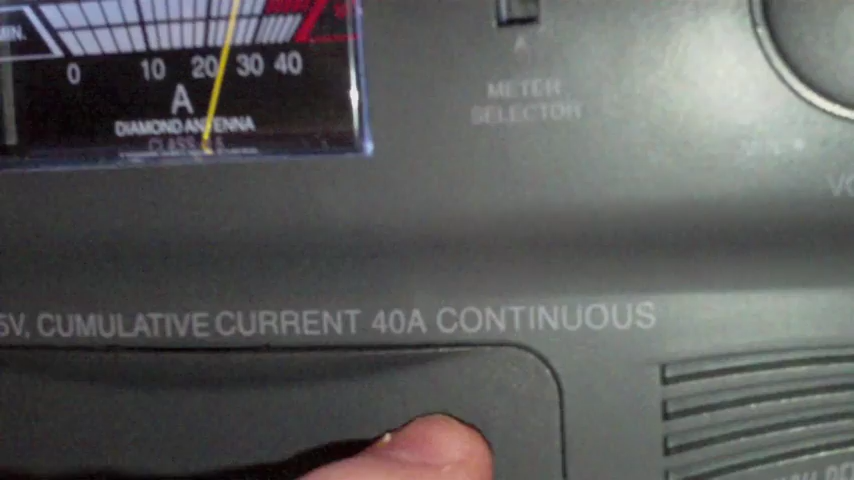 MIN.
0 10 20 30 40
A
DIAMOND ANTENNA
METER
SELECTOR
5V, CUMULATIVE CURRENT 40A CONTINUOUS